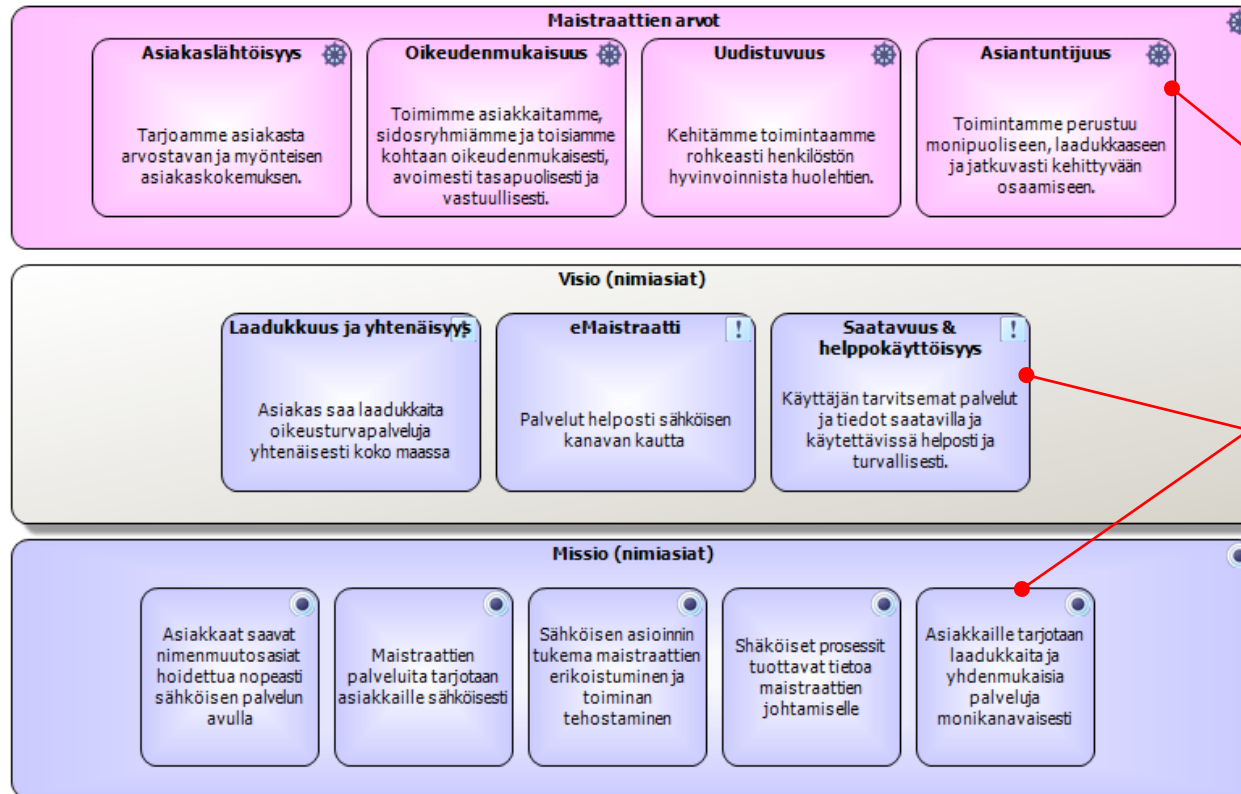 Maistraattien arvot
Asiakaslähtöisyys
Tarjoamme asiakasta
arvostavan ja myönteisen
asiakaskokemuksen.
Oikeudenmukaisuus
Toimimme asiakkaitamme,
sidosryhmiämme ja toisiamme
kohtaan oikeudenmukaisesti,
avoimesti tasapuolisesti ja
vastuullisesti.
Uudistuvuus
Kehitämme toimintaamme
rohkeasti henkilöstön
hyvinvoinnista huolehtien.
Asiantuntijuus
Toimintamme perustuu
monipuoliseen, laadukkaaseen
ja jatkuvasti kehittyvään
osaamiseen.
Visio (nimiasiat)
Laadukkuus ja yhtenäisyys
Asiakas saa laadukkaita
oikeusturvapalveluja
yhtenäisesti koko maassa
eMaistraatti
Palvelut helposti sähköisen
kanavan kautta
Saatavuus &
helppokäyttöisyys
Käyttäjän tarvitsemat palvelut
ja tiedot saatavilla ja
käytettävissä helposti ja
turvallisesti.
Missio (nimiasiat)
Asiakkaat saavat
nimenmuutosasiat
hoidettua nopeasti
sähköisen palvelun
avulla
Maistraattien
palveluita tarjotaan
asiakkaille sähköisesti
Sähköisen asioinnin
tukema maistraattien
erikoistuminen ja
toiminan
tehostaminen
Shäköiset prosessit
tuottavat tietoa
maistraattien
johtamiselle
Asiakkaille tarjotaan
laadukkaita ja
yhdenmukaisia
palveluja
monikanavaisesti